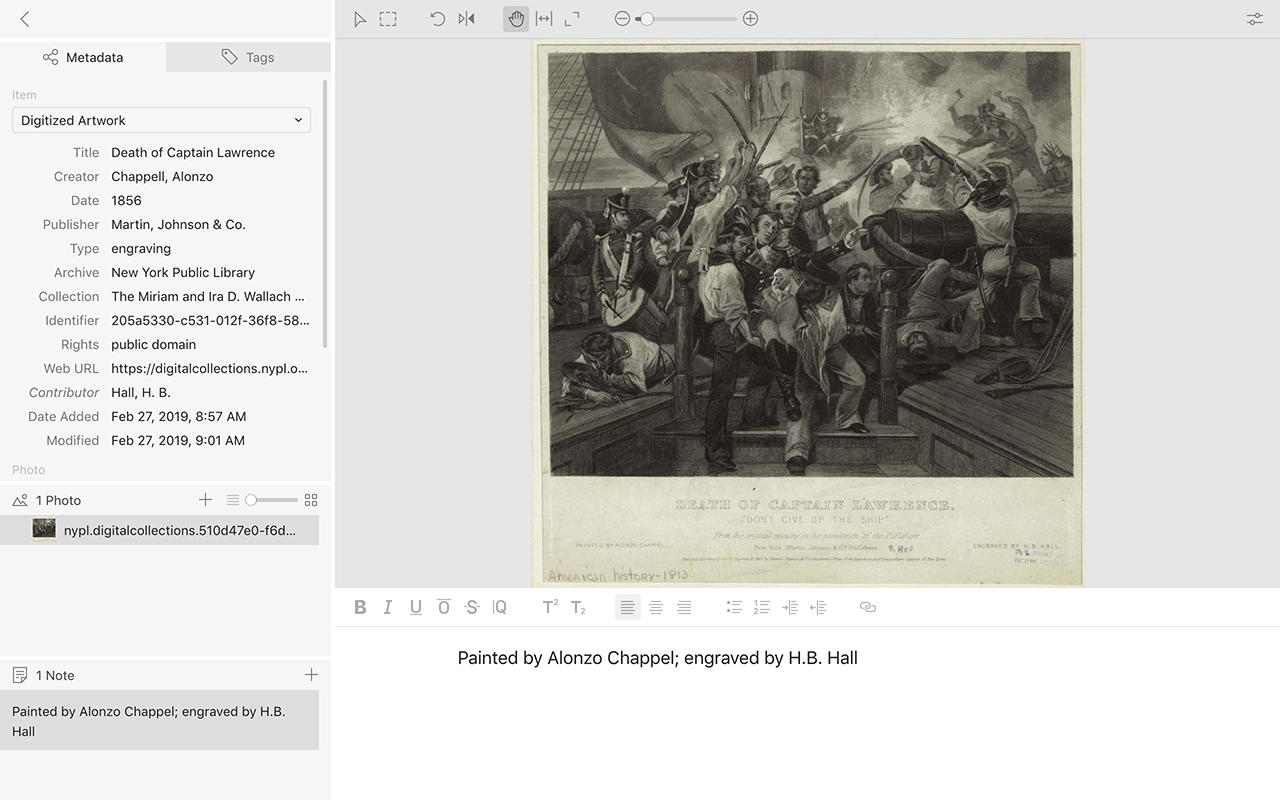 Metadata
Tags
Item
Digitized Artwork
Title Death of Captain Lawrence
Creator Chappell, Alonzo
Date 1856
Publisher Martin, Johnson & Co.
Type engraving
Archive New York Public Library
Collection The Miriam and Ira D. Wallach ...
Identifier 205a5330-c531-012f-36f8-58...
Rights public domain
Web URL https://digitalcollections.nypl.o...
Contributor Hall, H. B.
Date Added Feb 27, 2019, 8:57 AM
Modified Feb 27, 2019, 9:01 AM
Photo
1 Photo
nypl.digitalcollections.510d47e0-f6d...
1 Note
Painted by Alonzo Chappel; engraved by H.B.
Hall
DEATH OF CAPTAIN LAWRENCE.
"DON'T GIVE UP THE SHIP"
From the original painting in the possession of the Publishers
PAINTED BY ALONZO CHAPPEL.
New York, Martin, Johnson & Co. Publishers
ENGRAVED BY H.B. HALL.
American history-1813
B I U O S Q T2 T2
Painted by Alonzo Chappel; engraved by H.B. Hall